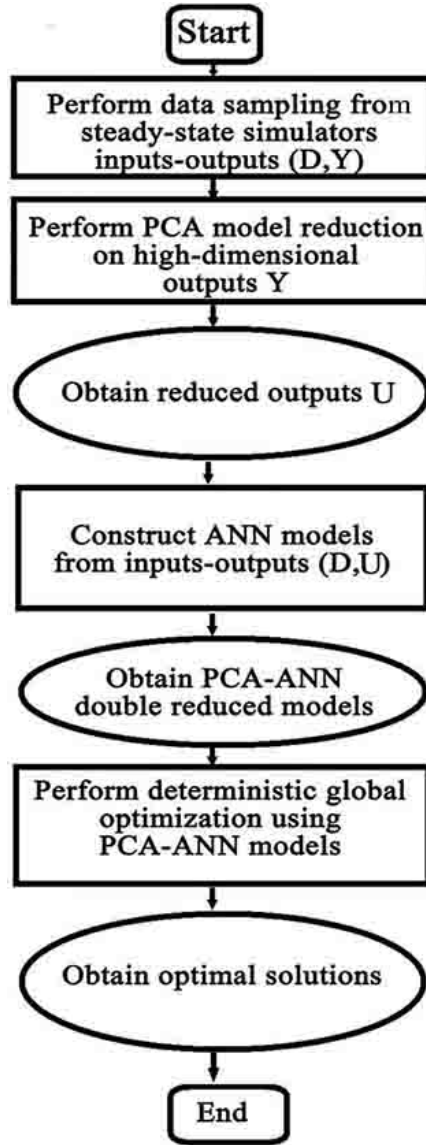 Start
Perform data sampling from
steady-state simulators
inputs-outputs (D,Y)
Perform PCA model reduction
on high-dimensional
outputs Y
Obtain reduced outputs U
Construct ANN models
from inputs-outputs (D,U)
Obtain PCA-ANN
double reduced models
Perform deterministic global
optimization using
PCA-ANN models
Obtain optimal solutions
End